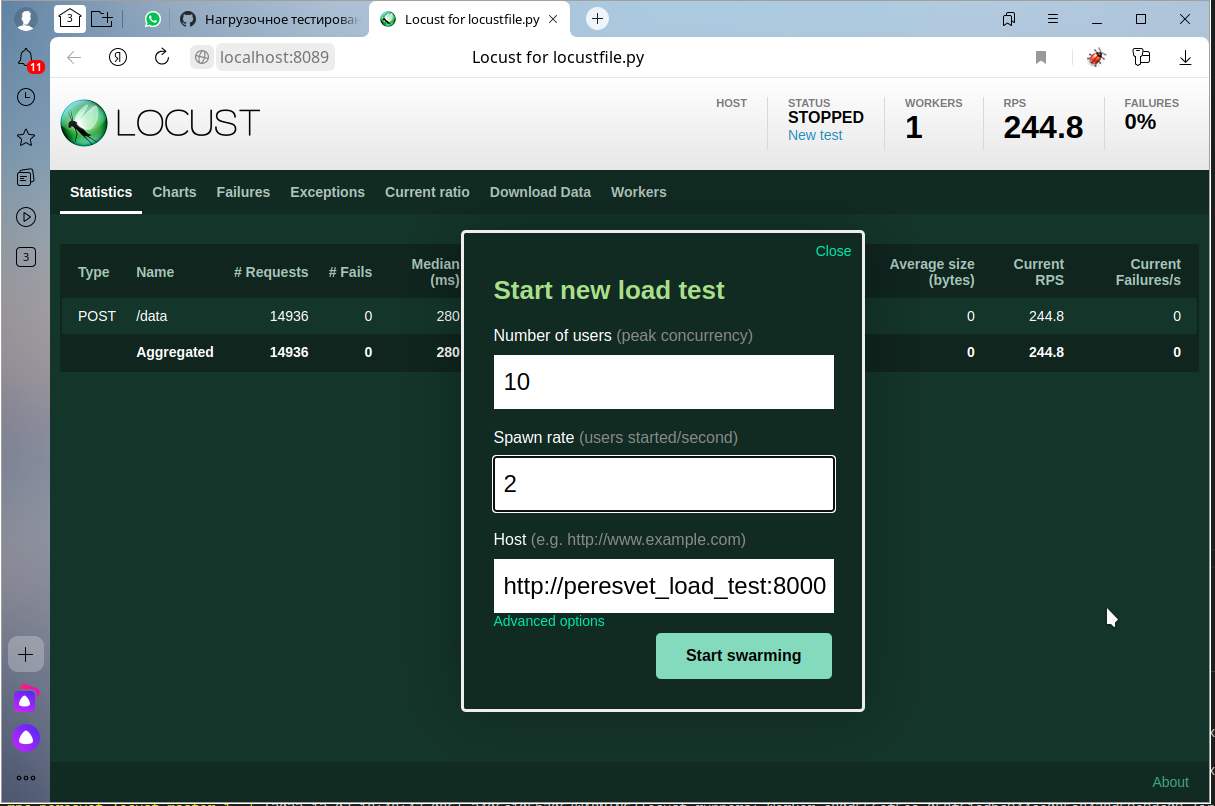 3
Нагрузочное тестирован
Locust for locustfile.py
11
localhost:8089
Locust for locustfile.py
LOCUST
HOST
STATUS
STOPPED
New test
WORKERS
1
RPS
244.8
FAILURES
0%
Statistics Charts Failures Exceptions Current ratio Download Data Workers
Type Name # Requests # Fails Median (ms) Average size (bytes) Current RPS Current Failures/s
POST /data 14936 0 280 0 244.8 0
Aggregated 14936 0 280 0 244.8 0
3
Close
Start new load test
Number of users (peak concurrency)
10
Spawn rate (users started/second)
2
Host (e.g. http://www.example.com)
http://peresvet_load_test:8000
Advanced options
Start swarming
About